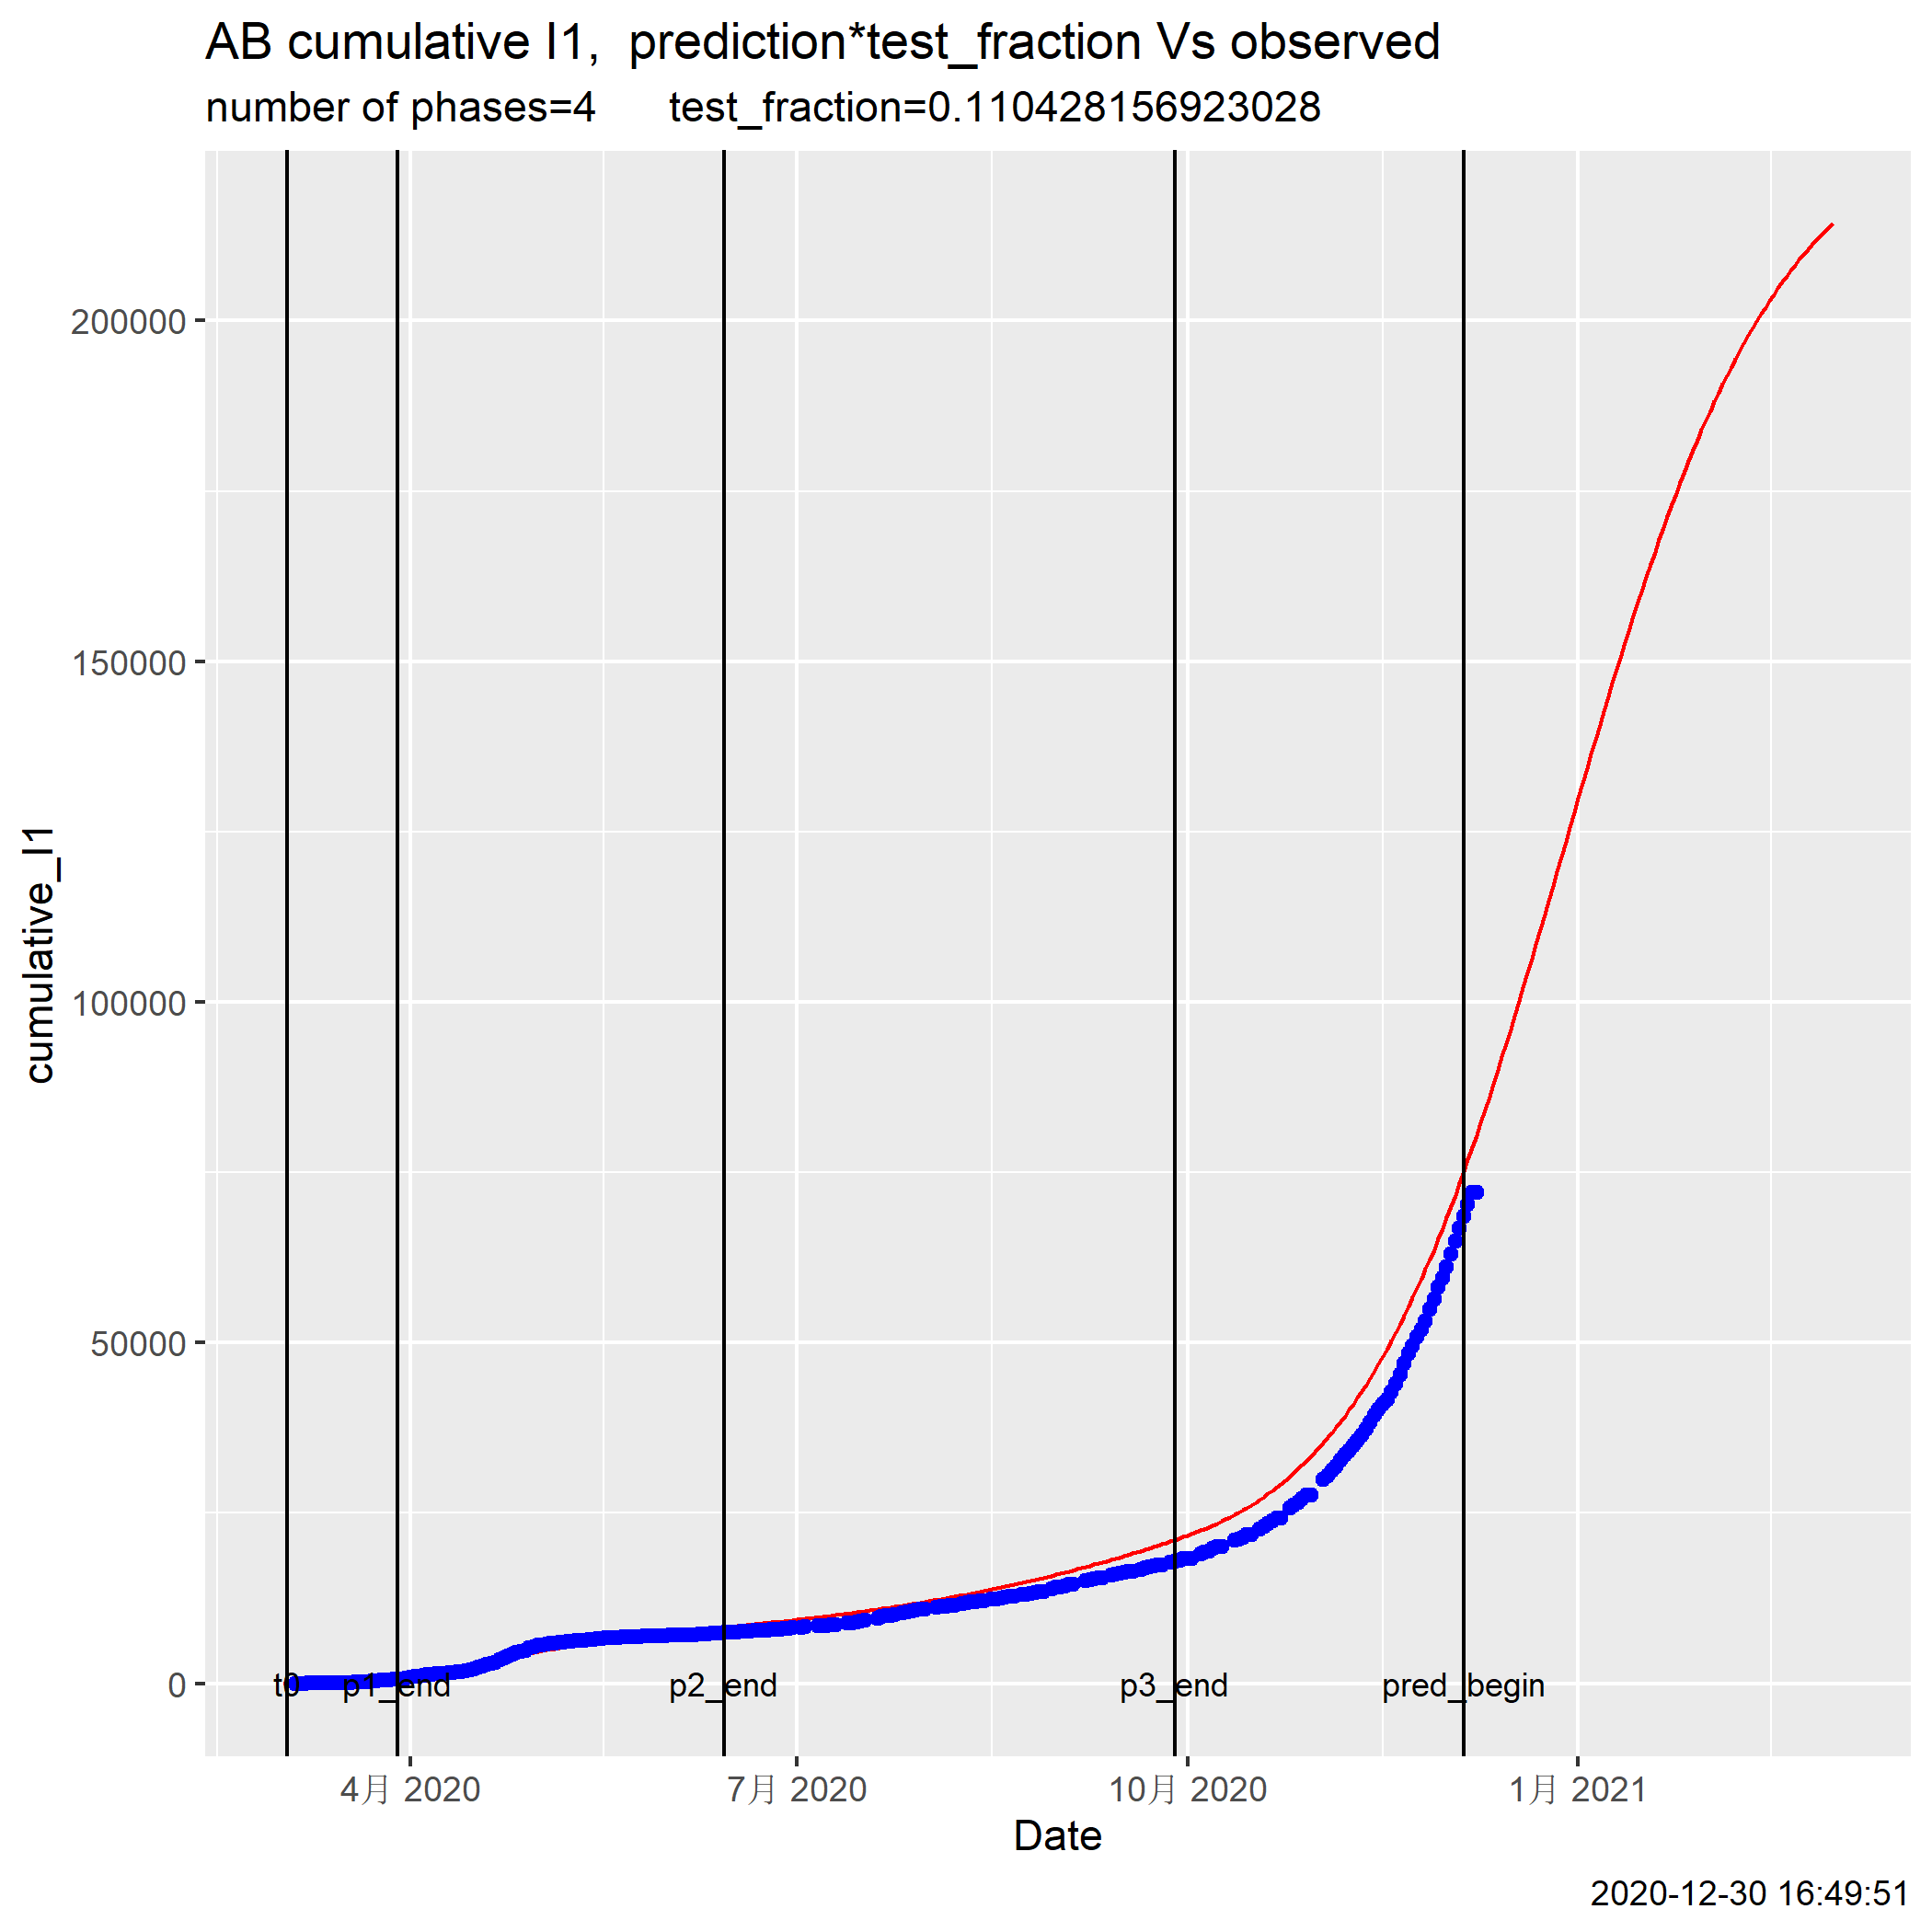 AB cumulative I1,  prediction*test_fraction Vs observed
number of phases=4      test_fraction=0.110428156923028
cumulative_I1
200000
150000
100000
50000
0
t0 p1_end p2_end p3_end pred_begin
4月 2020 7月 2020 10月 2020 1月 2021
Date
2020-12-30 16:49:51